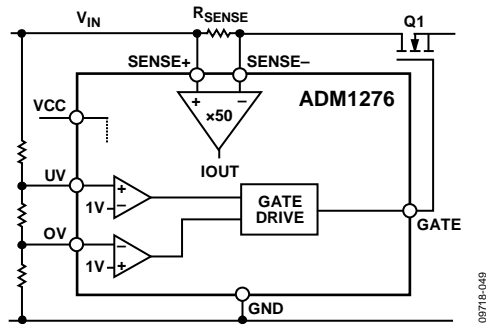 VIN
RSENSE
Q1
SENSE+
SENSE–
ADM1276
VCC
+
–
×50
IOUT
UV
+
1V
–
GATE
DRIVE
GATE
OV
–
1V
+
GND
09718-049